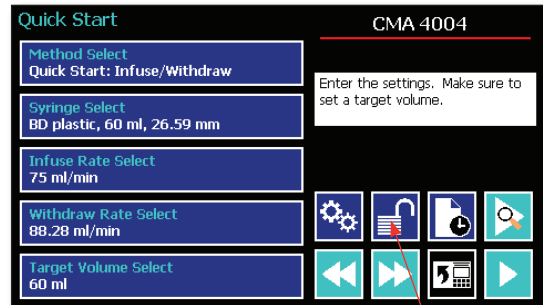 Quick Start
CMA 4004
Method Select
Quick Start: Infuse/Withdraw
Enter the settings. Make sure to
set a target volume.
Syringe Select
BD plastic, 60 ml, 26.59 mm
Infuse Rate Select
75 ml/min
Withdraw Rate Select
88.28 ml/min
Target Volume Select
60 ml